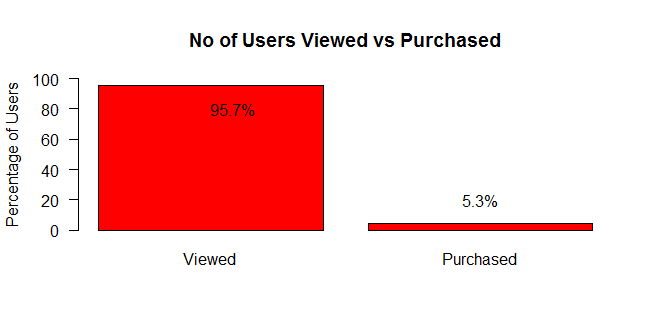 No of Users Viewed vs Purchased
Percentage of Users
100
80
60
40
20
0
95.7%
5.3%
Viewed
Purchased